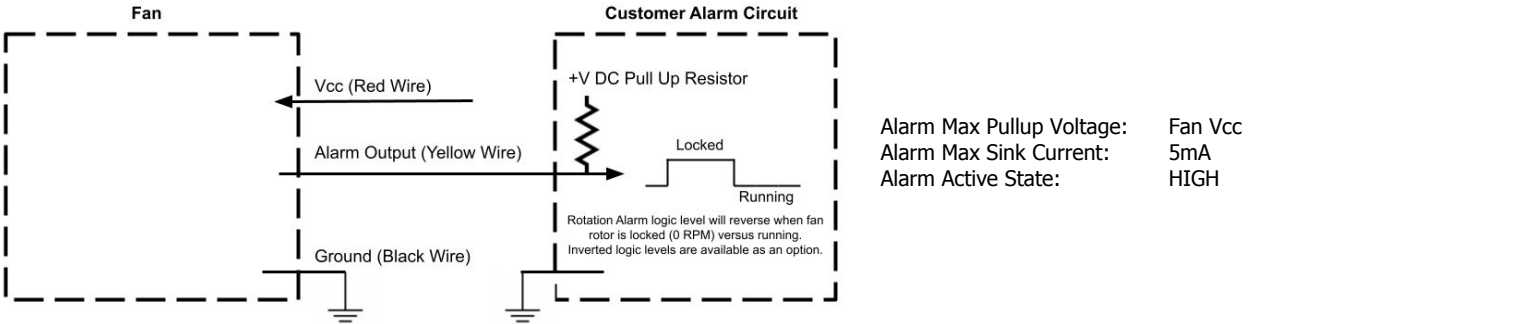 Fan
Customer Alarm Circuit
Vcc (Red Wire)
+V DC Pull Up Resistor
Alarm Output (Yellow Wire)
Locked
Running
Rotation Alarm logic level will reverse when fan
rotor is locked (0 RPM) versus running.
Inverted logic levels are available as an option.
Ground (Black Wire)
Alarm Max Pullup Voltage: Fan Vcc
Alarm Max Sink Current: 5mA
Alarm Active State: HIGH